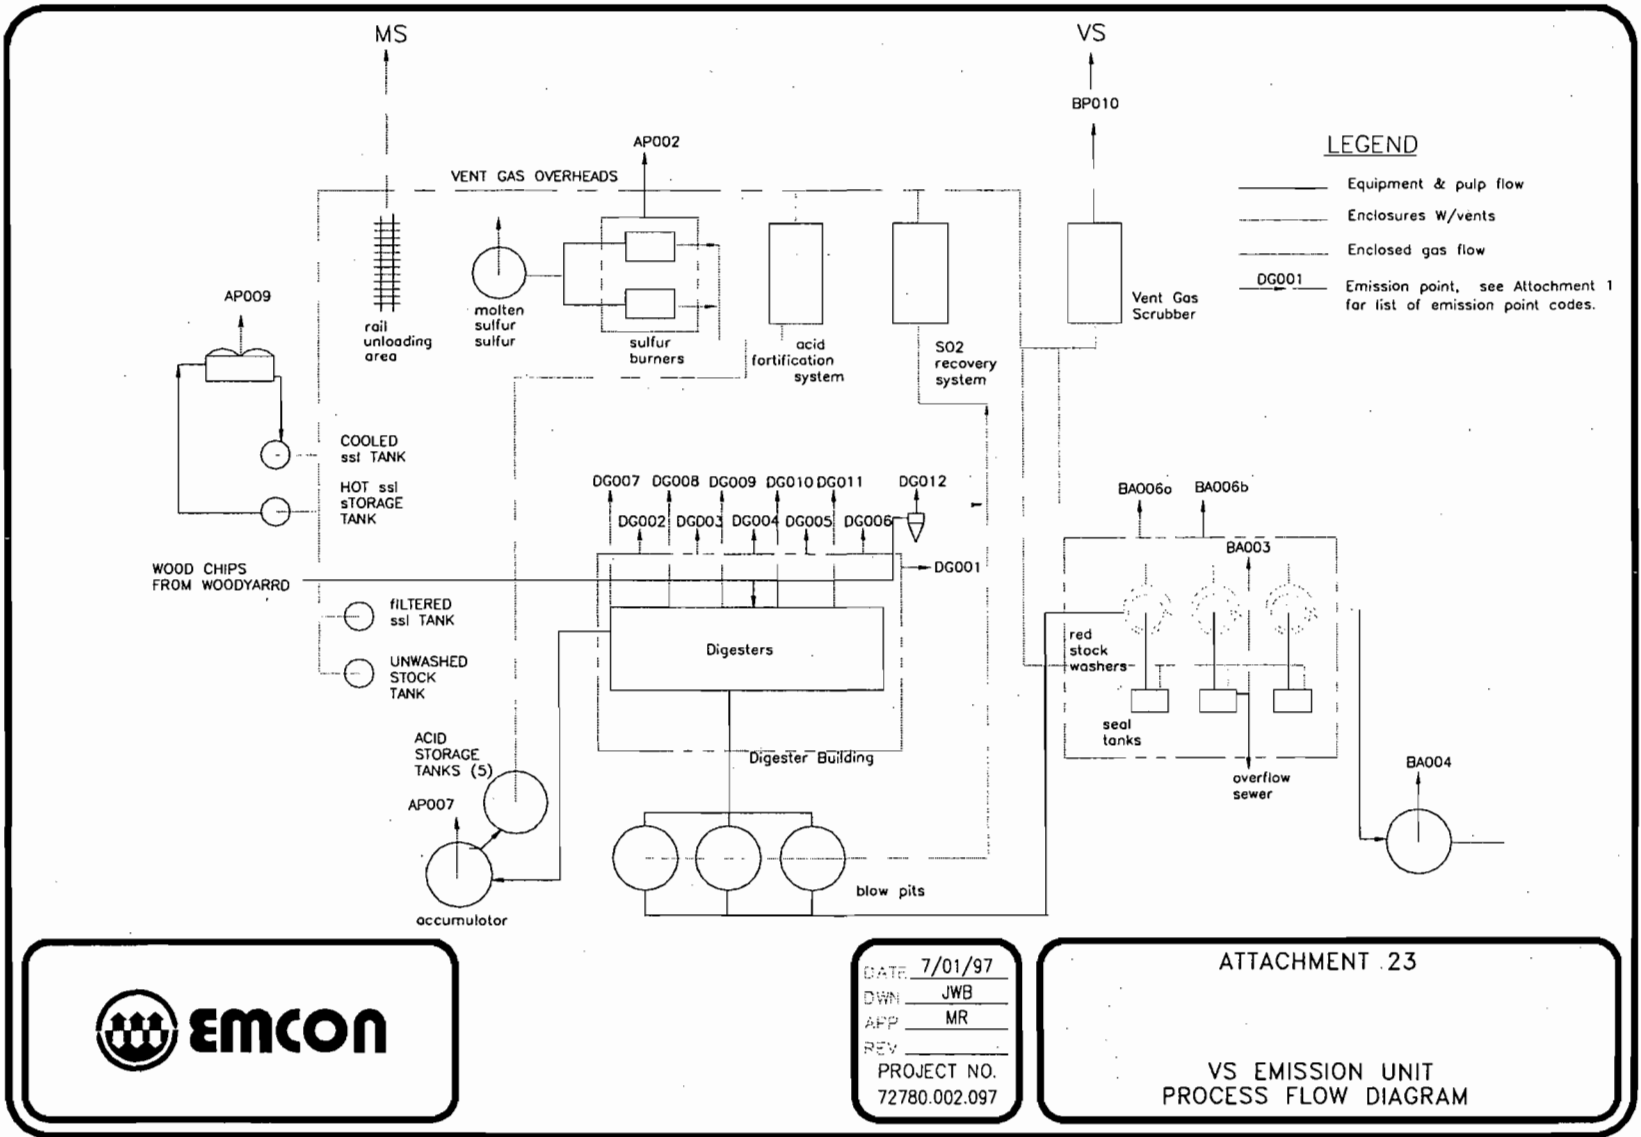 MS
VS
BP010
AP002
VENT GAS OVERHEADS
LEGEND
Equipment & pulp flow
Enclosures W/vents
Enclosed gas flow
DG001
Emission point, see Attachment 1
for list of emission point codes.
AP009
rail
unloading
area
molten
sulfur
sulfur
sulfur
burners
acid
fortification
system
SO2
recovery
system
Vent Gas
Scrubber
COOLED
ssl TANK
HOT ssl
sTORAGE
TANK
DG007 DG008 DG009 DG010 DG011 DG012
DG002 DG003 DG004 DG005 DG006
DG001
BA006a BA006b
BA003
WOOD CHIPS
FROM WOODYARRD
fILTERED
ssl TANK
UNWASHED
STOCK
TANK
Digesters
Digester Building
red
stock
washers
seal
tanks
overflow
sewer
BA004
ACID
STORAGE
TANKS (5)
AP007
accumulator
blow pits
EMCON
DATE 7/01/97
DWN JWB
APP MR
REV
PROJECT NO.
72780.002.097
ATTACHMENT 23
VS EMISSION UNIT
PROCESS FLOW DIAGRAM